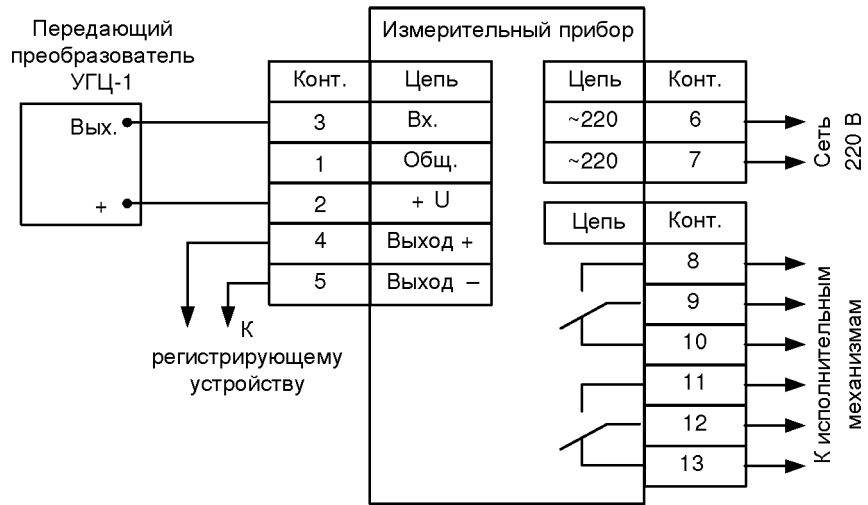 Передающий
преобразователь
УГЦ-1
Вых.
+
Измерительный прибор
Конт. Цепь
3 Вх.
1 Общ.
2 + U
4 Выход +
5 Выход –
К
регистрирующему
устройству
Цепь Конт.
~220 6
~220 7
Сеть
220 В
Цепь Конт.
8
9
10
11
12
13
К исполнительным
механизмам